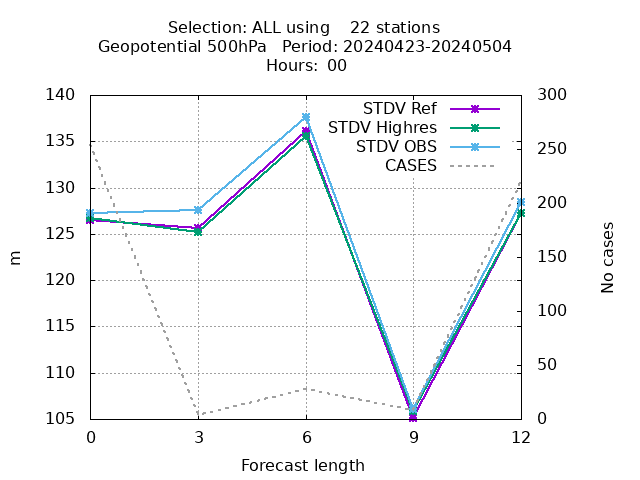 Selection: ALL using    22 stations
Geopotential 500hPa   Period: 20240423-20240504
Hours:  00
STDV Ref
STDV Highres
STDV OBS
CASES
140
135
130
125
120
115
110
105
300
250
200
150
100
50
0
m
No cases
0
3
6
9
12
Forecast length